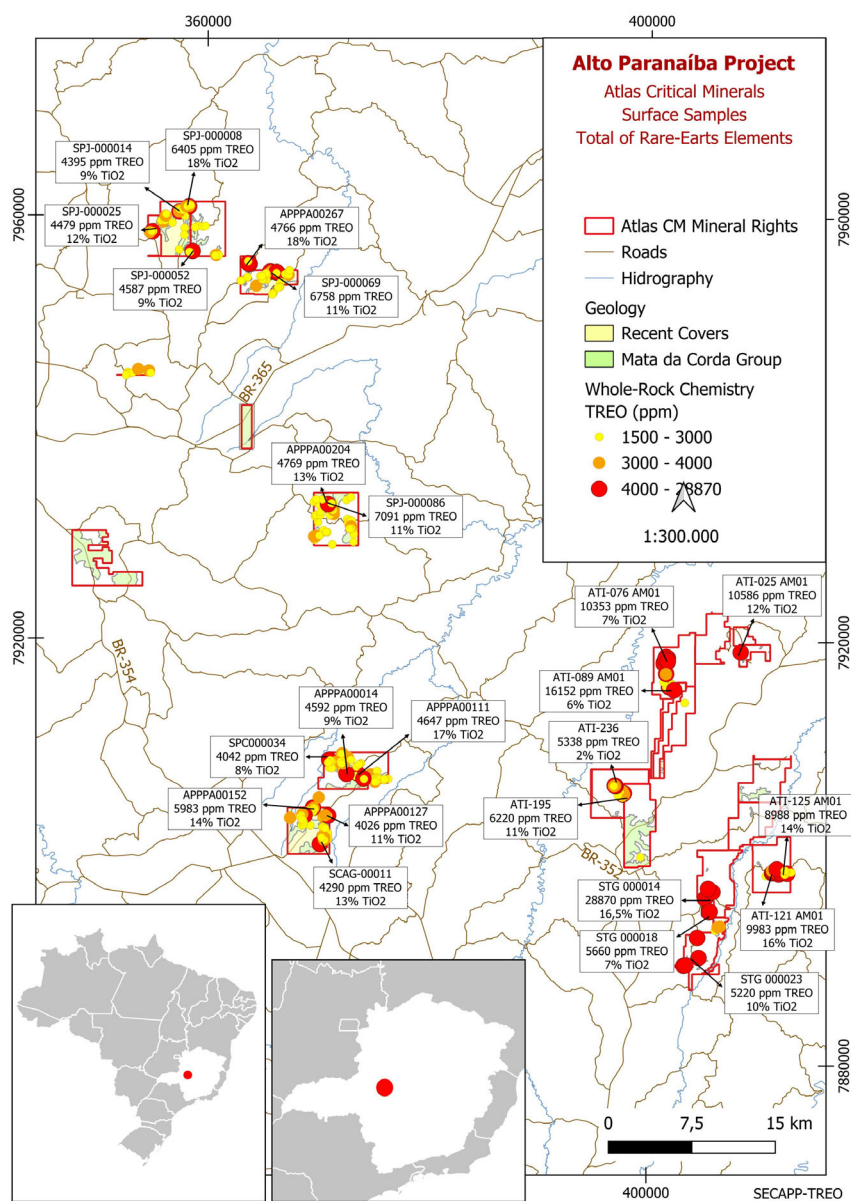 360000
400000
Alto Paranaíba Project
Atlas Critical Minerals
Surface Samples
Total of Rare-Earts Elements
SPJ-000008
6405 ppm TREO
18% TiO2
SPJ-000014
4395 ppm TREO
9% TiO2
SPJ-000025
4479 ppm TREO
12% TiO2
APPPA00267
4766 ppm TREO
18% TiO2
SPJ-000052
4587 ppm TREO
9% TiO2
SPJ-000069
6758 ppm TREO
11% TiO2
7960000
7960000
Atlas CM Mineral Rights
Roads
Hidrography
Geology
Recent Covers
Mata da Corda Group
Whole-Rock Chemistry
TREO (ppm)
1500 - 3000
3000 - 4000
4000 - 28870
1:300.000
BR-365
APPPA00204
4769 ppm TREO
13% TiO2
SPJ-000086
7091 ppm TREO
11% TiO2
ATI-076 AM01
10353 ppm TREO
7% TiO2
ATI-025 AM01
10586 ppm TREO
12% TiO2
7920000
7920000
BR-354
ATI-089 AM01
16152 ppm TREO
6% TiO2
APPPA00014
4592 ppm TREO
9% TiO2
APPPA00111
4647 ppm TREO
17% TiO2
SPC000034
4042 ppm TREO
8% TiO2
ATI-236
5338 ppm TREO
2% TiO2
APPPA00152
5983 ppm TREO
14% TiO2
APPPA00127
4026 ppm TREO
11% TiO2
ATI-195
6220 ppm TREO
11% TiO2
ATI-125 AM01
8988 ppm TREO
14% TiO2
BR-352
SCAG-00011
4290 ppm TREO
13% TiO2
STG 000014
28870 ppm TREO
16,5% TiO2
ATI-121 AM01
9983 ppm TREO
16% TiO2
STG 000018
5660 ppm TREO
7% TiO2
STG 000023
5220 ppm TREO
10% TiO2
7880000
0 7,5 15 km
400000
SECAPP-TREO